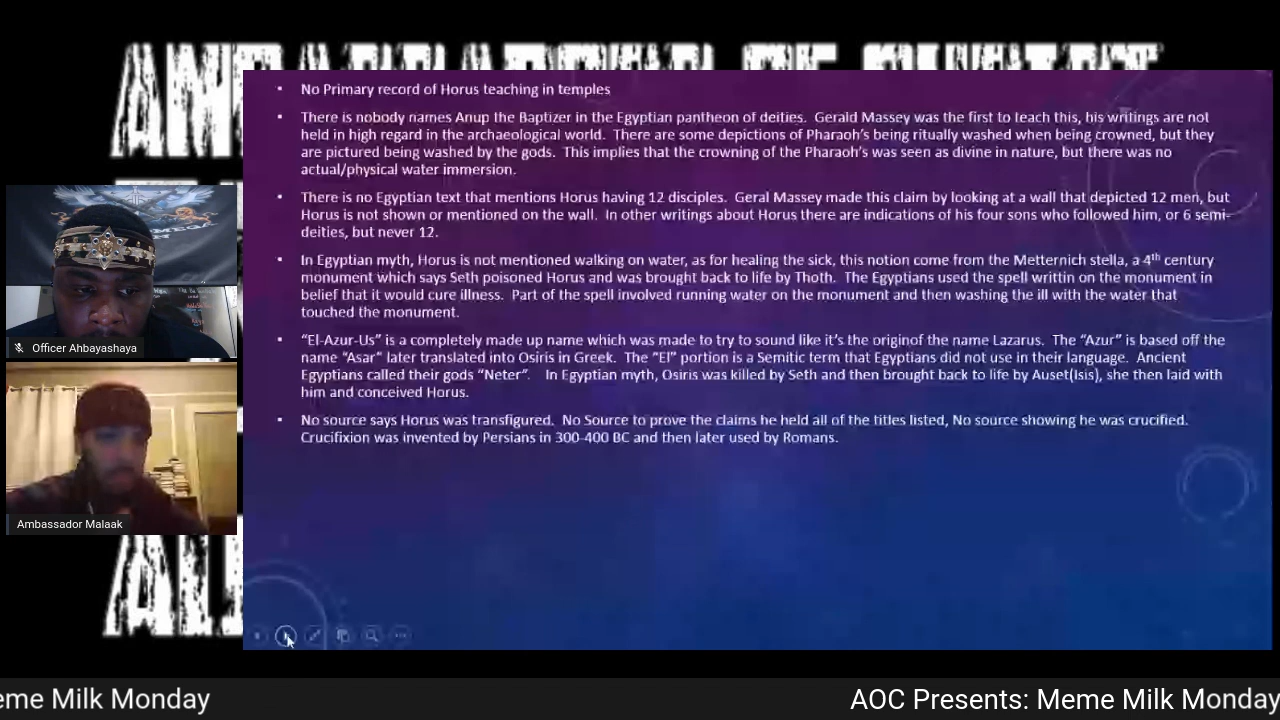 No Primary record of Horus teaching in temples
There is nobody names Anup the Baptizer in the Egyptian pantheon of deities. Gerald Massey was the first to teach this, his writings are not
held in high regard in the archaeological world. There are some depictions of Pharaoh's being ritually washed when being crowned, but they
are pictured being washed by the gods. This implies that the crowning of the Pharaoh's was seen as divine in nature, but there was no
actual/physical water immersion.
There is no Egyptian text that mentions Horus having 12 disciples. Geral Massey made this claim by looking at a wall that depicted 12 men, but
Horus is not shown or mentioned on the wall. In other writings about Horus there are indications of his four sons who followed him, or 6 semi-
deities, but never 12.
In Egyptian myth, Horus is not mentioned walking on water, as for healing the sick, this notion come from the Metternich stella, a 4th century
monument which says Seth poisoned Horus and was brought back to life by Thoth. The Egyptians used the spell writtin on the monument in
belief that it would cure illness. Part of the spell involved running water on the monument and then washing the ill with the water that
touched the monument.
"El-Azur-Us" is a completely made up name which was made to try to sound like it's the originof the name Lazarus. The "Azur" is based off the
name "Asar" later translated into Osiris in Greek. The "El" portion is a Semitic term that Egyptians did not use in their language. Ancient
Egyptians called their gods "Neter". In Egyptian myth, Osiris was killed by Seth and then brought back to life by Auset(Isis), she then laid with
him and conceived Horus.
No source says Horus was transfigured. No Source to prove the claims he held all of the titles listed, No source showing he was crucified.
Crucifixion was invented by Persians in 300-400 BC and then later used by Romans.
Officer Ahbayashaya
Ambassador Malaak
eme Milk Monday
AOC Presents: Meme Milk Monday